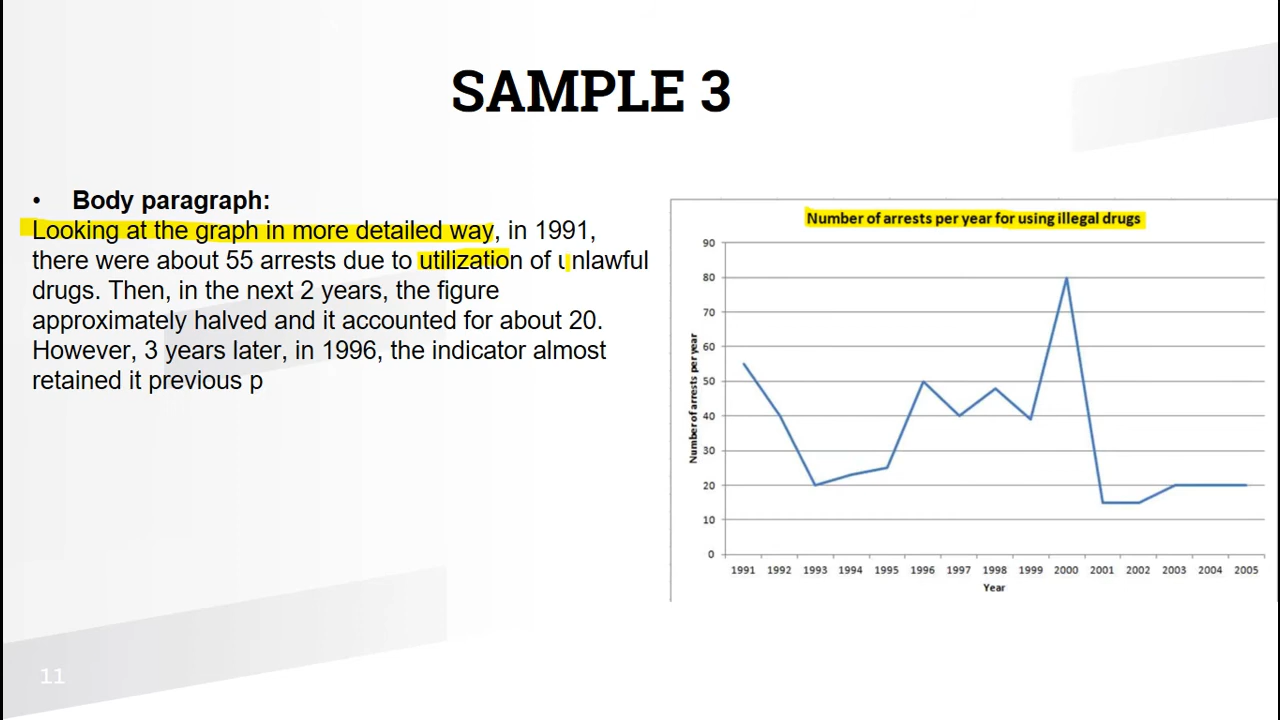 SAMPLE 3
• Body paragraph:
Looking at the graph in more detailed way, in 1991,
there were about 55 arrests due to utilization of unlawful
drugs. Then, in the next 2 years, the figure
approximately halved and it accounted for about 20.
However, 3 years later, in 1996, the indicator almost
retained it previous p
Number of arrests per year for using illegal drugs
Number of arrests per year
90
80
70
60
50
40
30
20
10
0
1991 1992 1993 1994 1995 1996 1997 1998 1999 2000 2001 2002 2003 2004 2005
Year
11